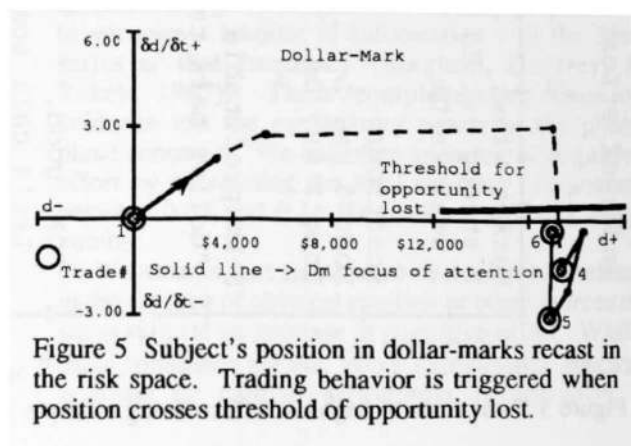 6.00
δd/δt+
Dollar-Mark
3.00
Threshold for
opportunity
lost
d-
d+
1
$4,000
$8,000
$12,000
6
4
5
Trade# Solid line -> Dm focus of attention
δd/δt-
-3.00
Figure 5 Subject's position in dollar-marks recast in
the risk space. Trading behavior is triggered when
position crosses threshold of opportunity lost.